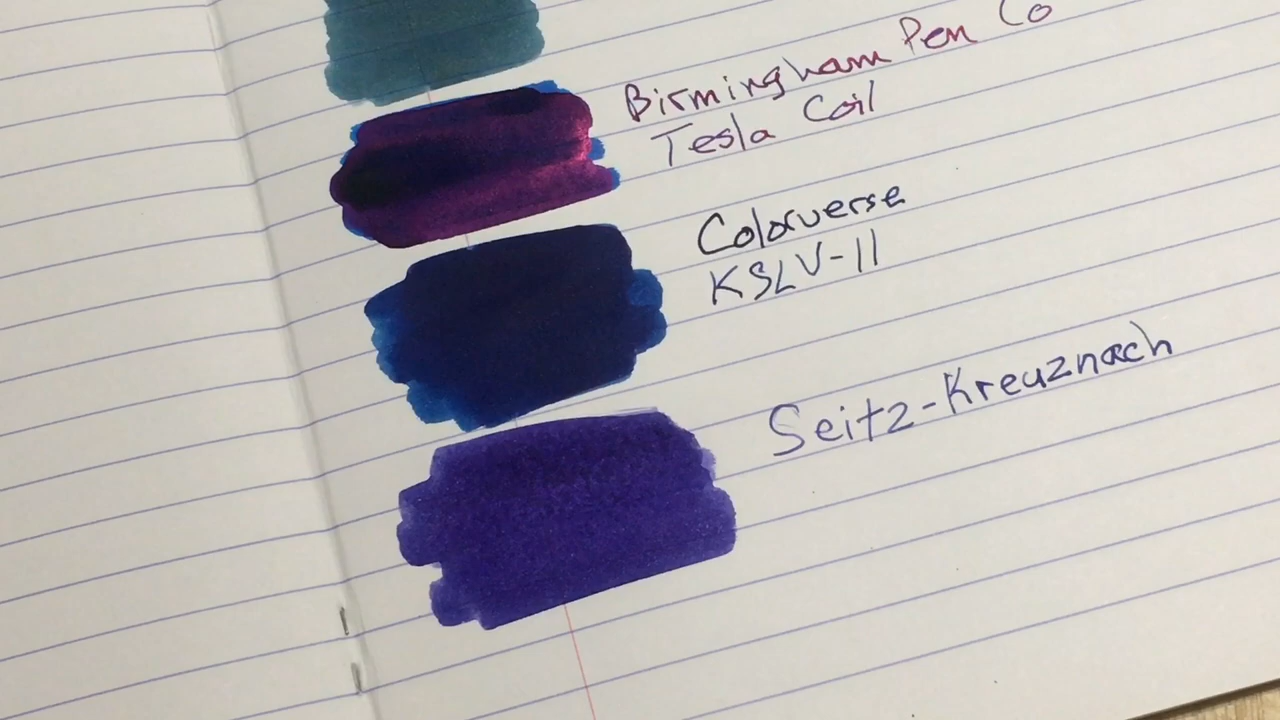 Birmingham Pen Co
Tesla Coil
Colorverse
KSLV-II
Seitz-Kreuznach